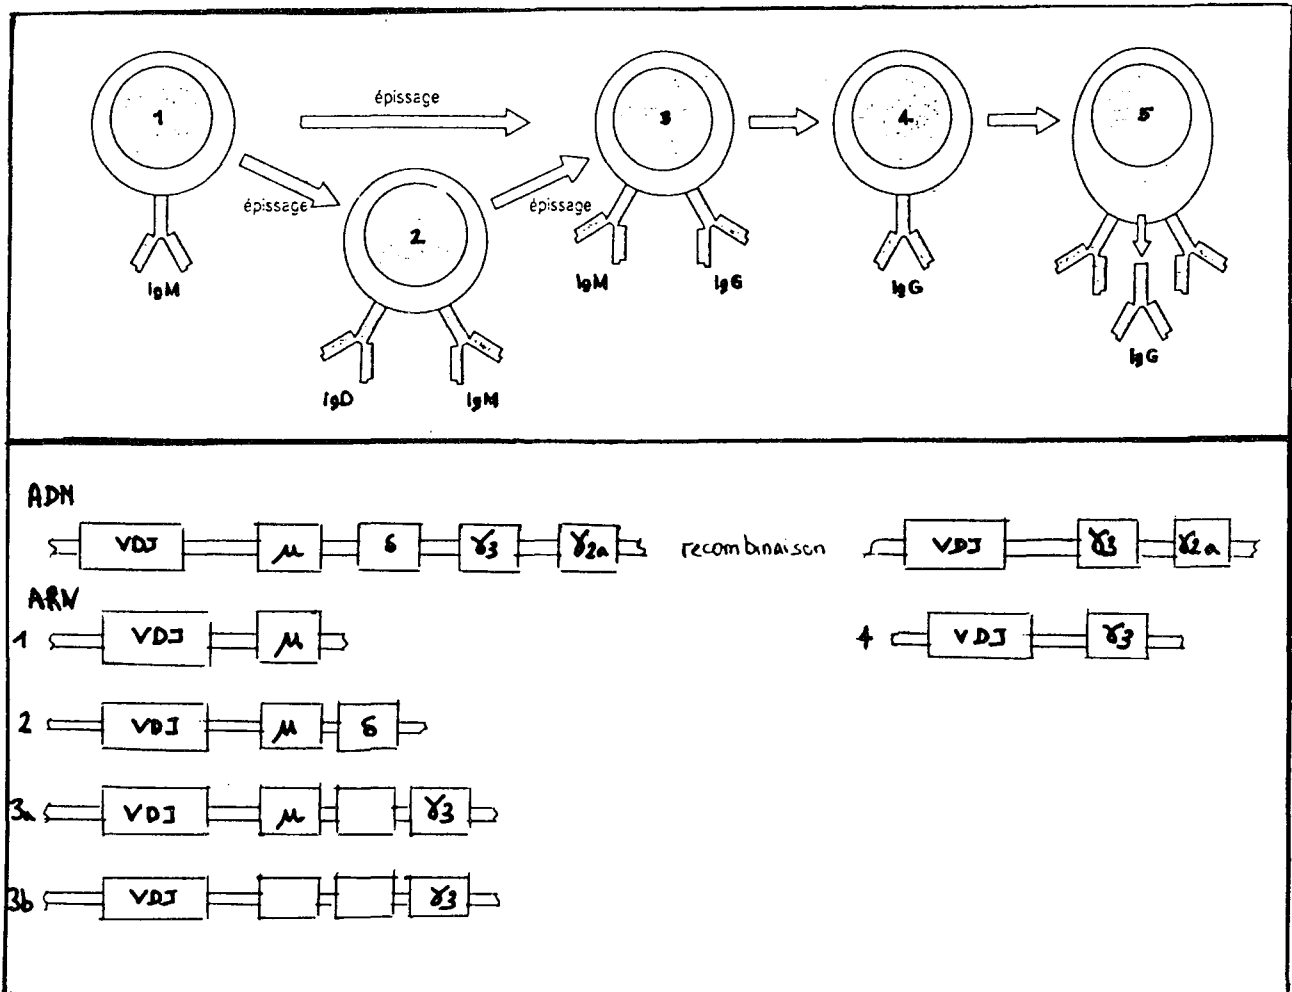 1
épissage
3
4
5
épissage
2
épissage
IgM
IgM
IgG
IgG
IgG
IgD
IgM
ADN
VDJ μ δ γ3 γ2a recombinaison VDJ γ3 γ2a
ARN
1 VDJ μ 4 VDJ γ3
2 VDJ μ δ
3a VDJ μ γ3
3b VDJ γ3